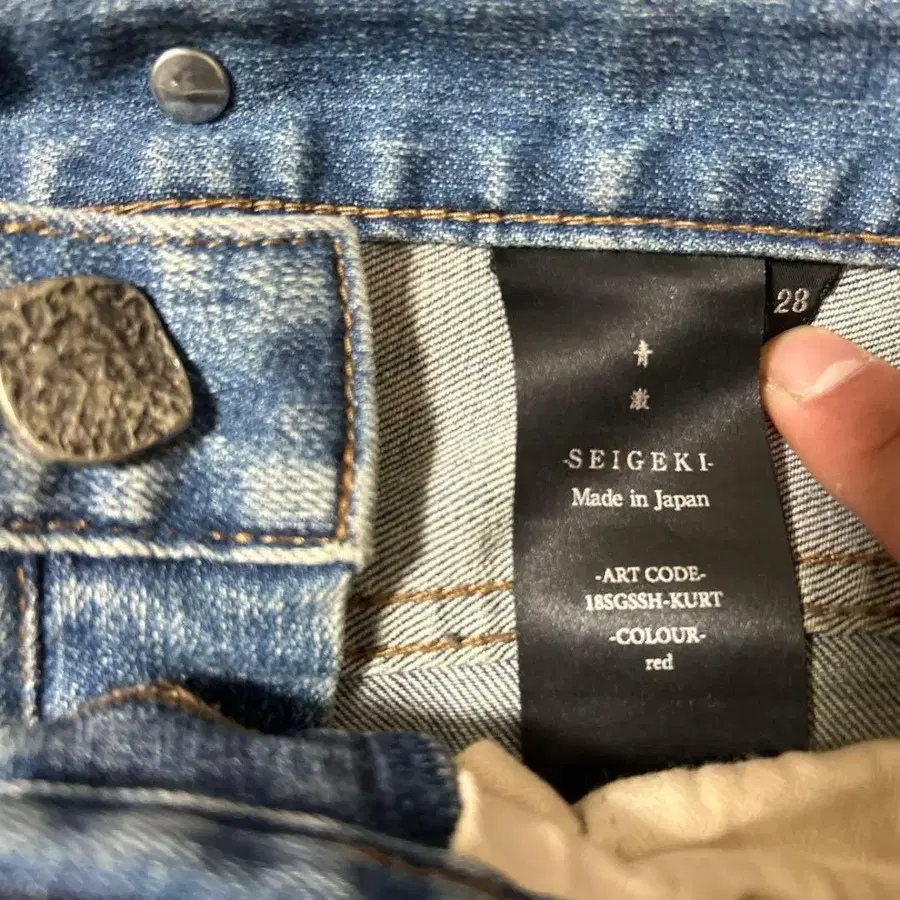 28
青
激
-SEIGEKI-
Made in Japan
-ART CODE-
18SGSSH-KURT
-COLOUR-
red